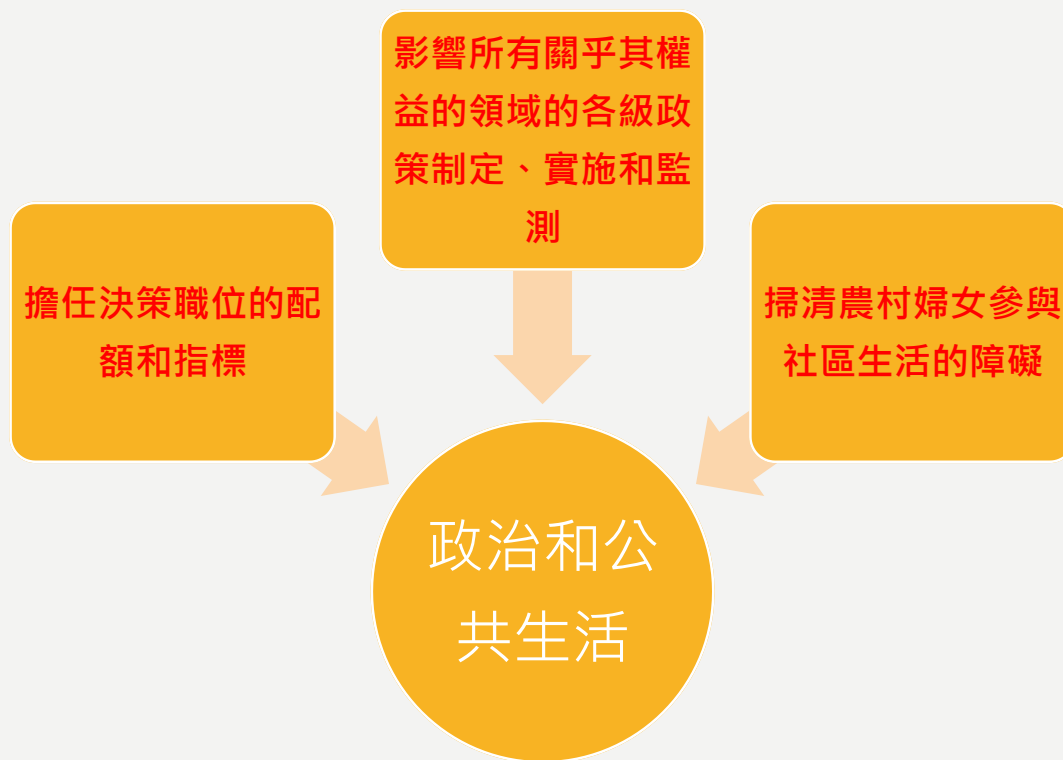 影響所有關乎其權
益的領域的各級政
策制定、實施和監
測
擔任決策職位的配
額和指標
掃清農村婦女參與
社區生活的障礙
政治和公
共生活